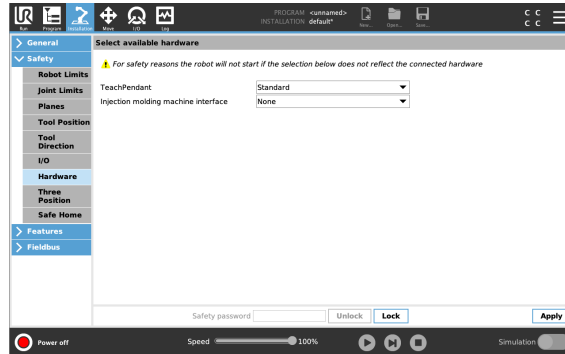 PROGRAM <unnamed>
INSTALLATION default*
Run Program Installation Move I/O Log New... Open... Save...
C C
C C
General
Safety
Robot Limits
Joint Limits
Planes
Tool Position
Tool
Direction
I/O
Hardware
Three
Position
Safe Home
Features
Fieldbus
Select available hardware
For safety reasons the robot will not start if the selection below does not reflect the connected hardware
TeachPendant Standard
Injection molding machine interface None
Safety password Unlock Lock Apply
Power off Speed 100% Simulation